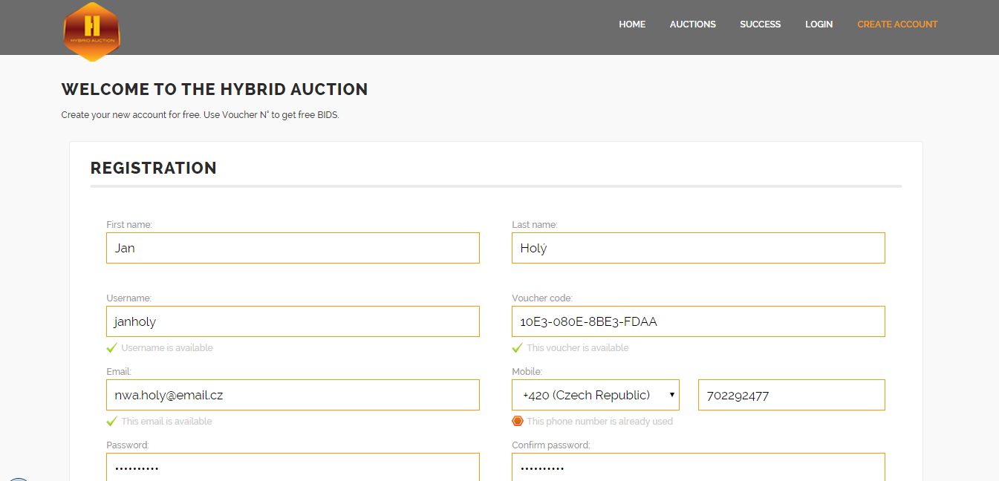 H
HYBRID AUCTION
HOME AUCTIONS SUCCESS LOGIN CREATE ACCOUNT
WELCOME TO THE HYBRID AUCTION
Create your new account for free. Use Voucher N° to get free BIDS.
REGISTRATION
First name: Last name:
Jan Holý
Username: Voucher code:
janholy 10E3-080E-8BE3-FDAA
Username is available This voucher is available
Email: Mobile:
nwa.holy@email.cz +420 (Czech Republic) 702292477
This email is available This phone number is already used
Password: Confirm password:
•••••••••• ••••••••••